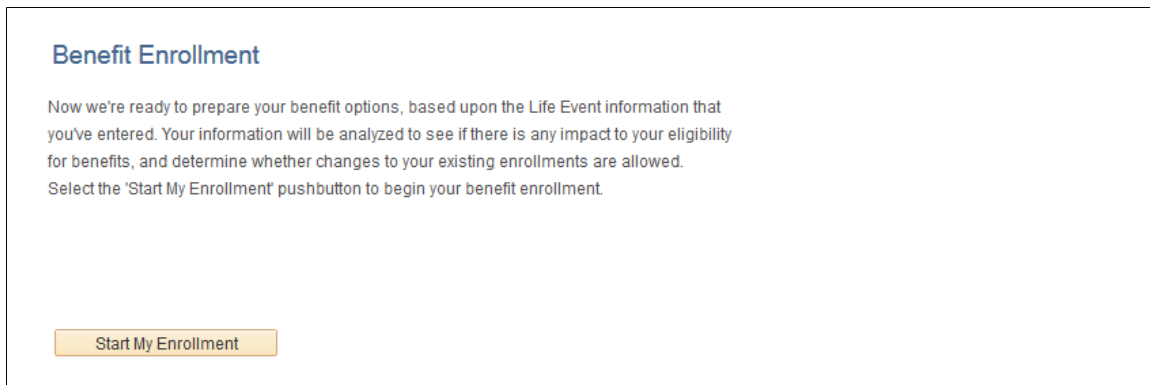 Benefit Enrollment
Now we're ready to prepare your benefit options, based upon the Life Event information that
you've entered. Your information will be analyzed to see if there is any impact to your eligibility
for benefits, and determine whether changes to your existing enrollments are allowed.
Select the 'Start My Enrollment' pushbutton to begin your benefit enrollment.
Start My Enrollment